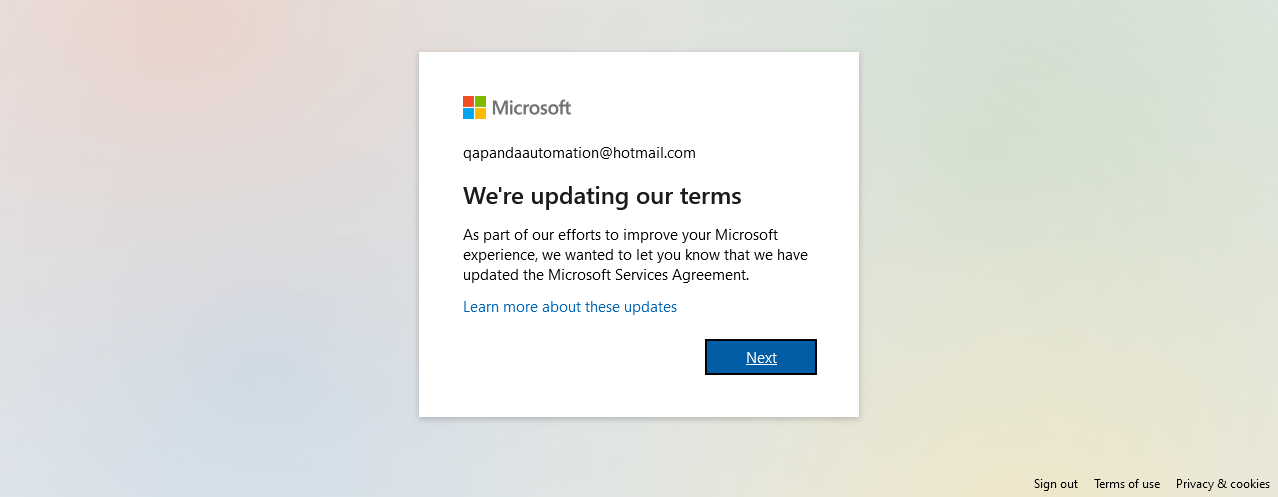 Microsoft
qapandaautomation@hotmail.com
We're updating our terms
As part of our efforts to improve your Microsoft
experience, we wanted to let you know that we have
updated the Microsoft Services Agreement.
Learn more about these updates
Next
Sign out Terms of use Privacy & cookies